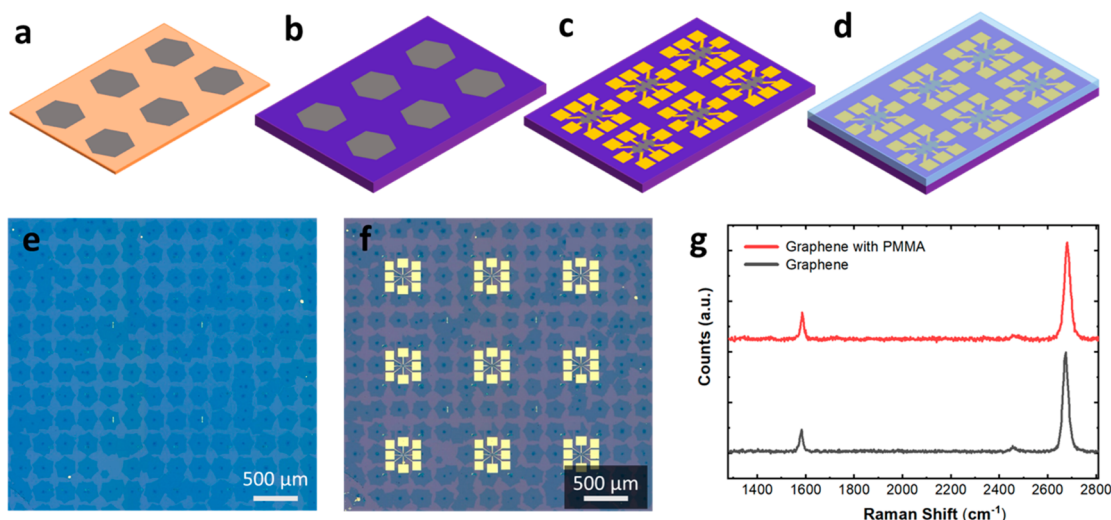 a
b
c
d
e
500 µm
f
500 µm
g
Graphene with PMMA
Graphene
Counts (a.u.)
1400 1600 1800 2000 2200 2400 2600 2800
Raman Shift (cm⁻¹)